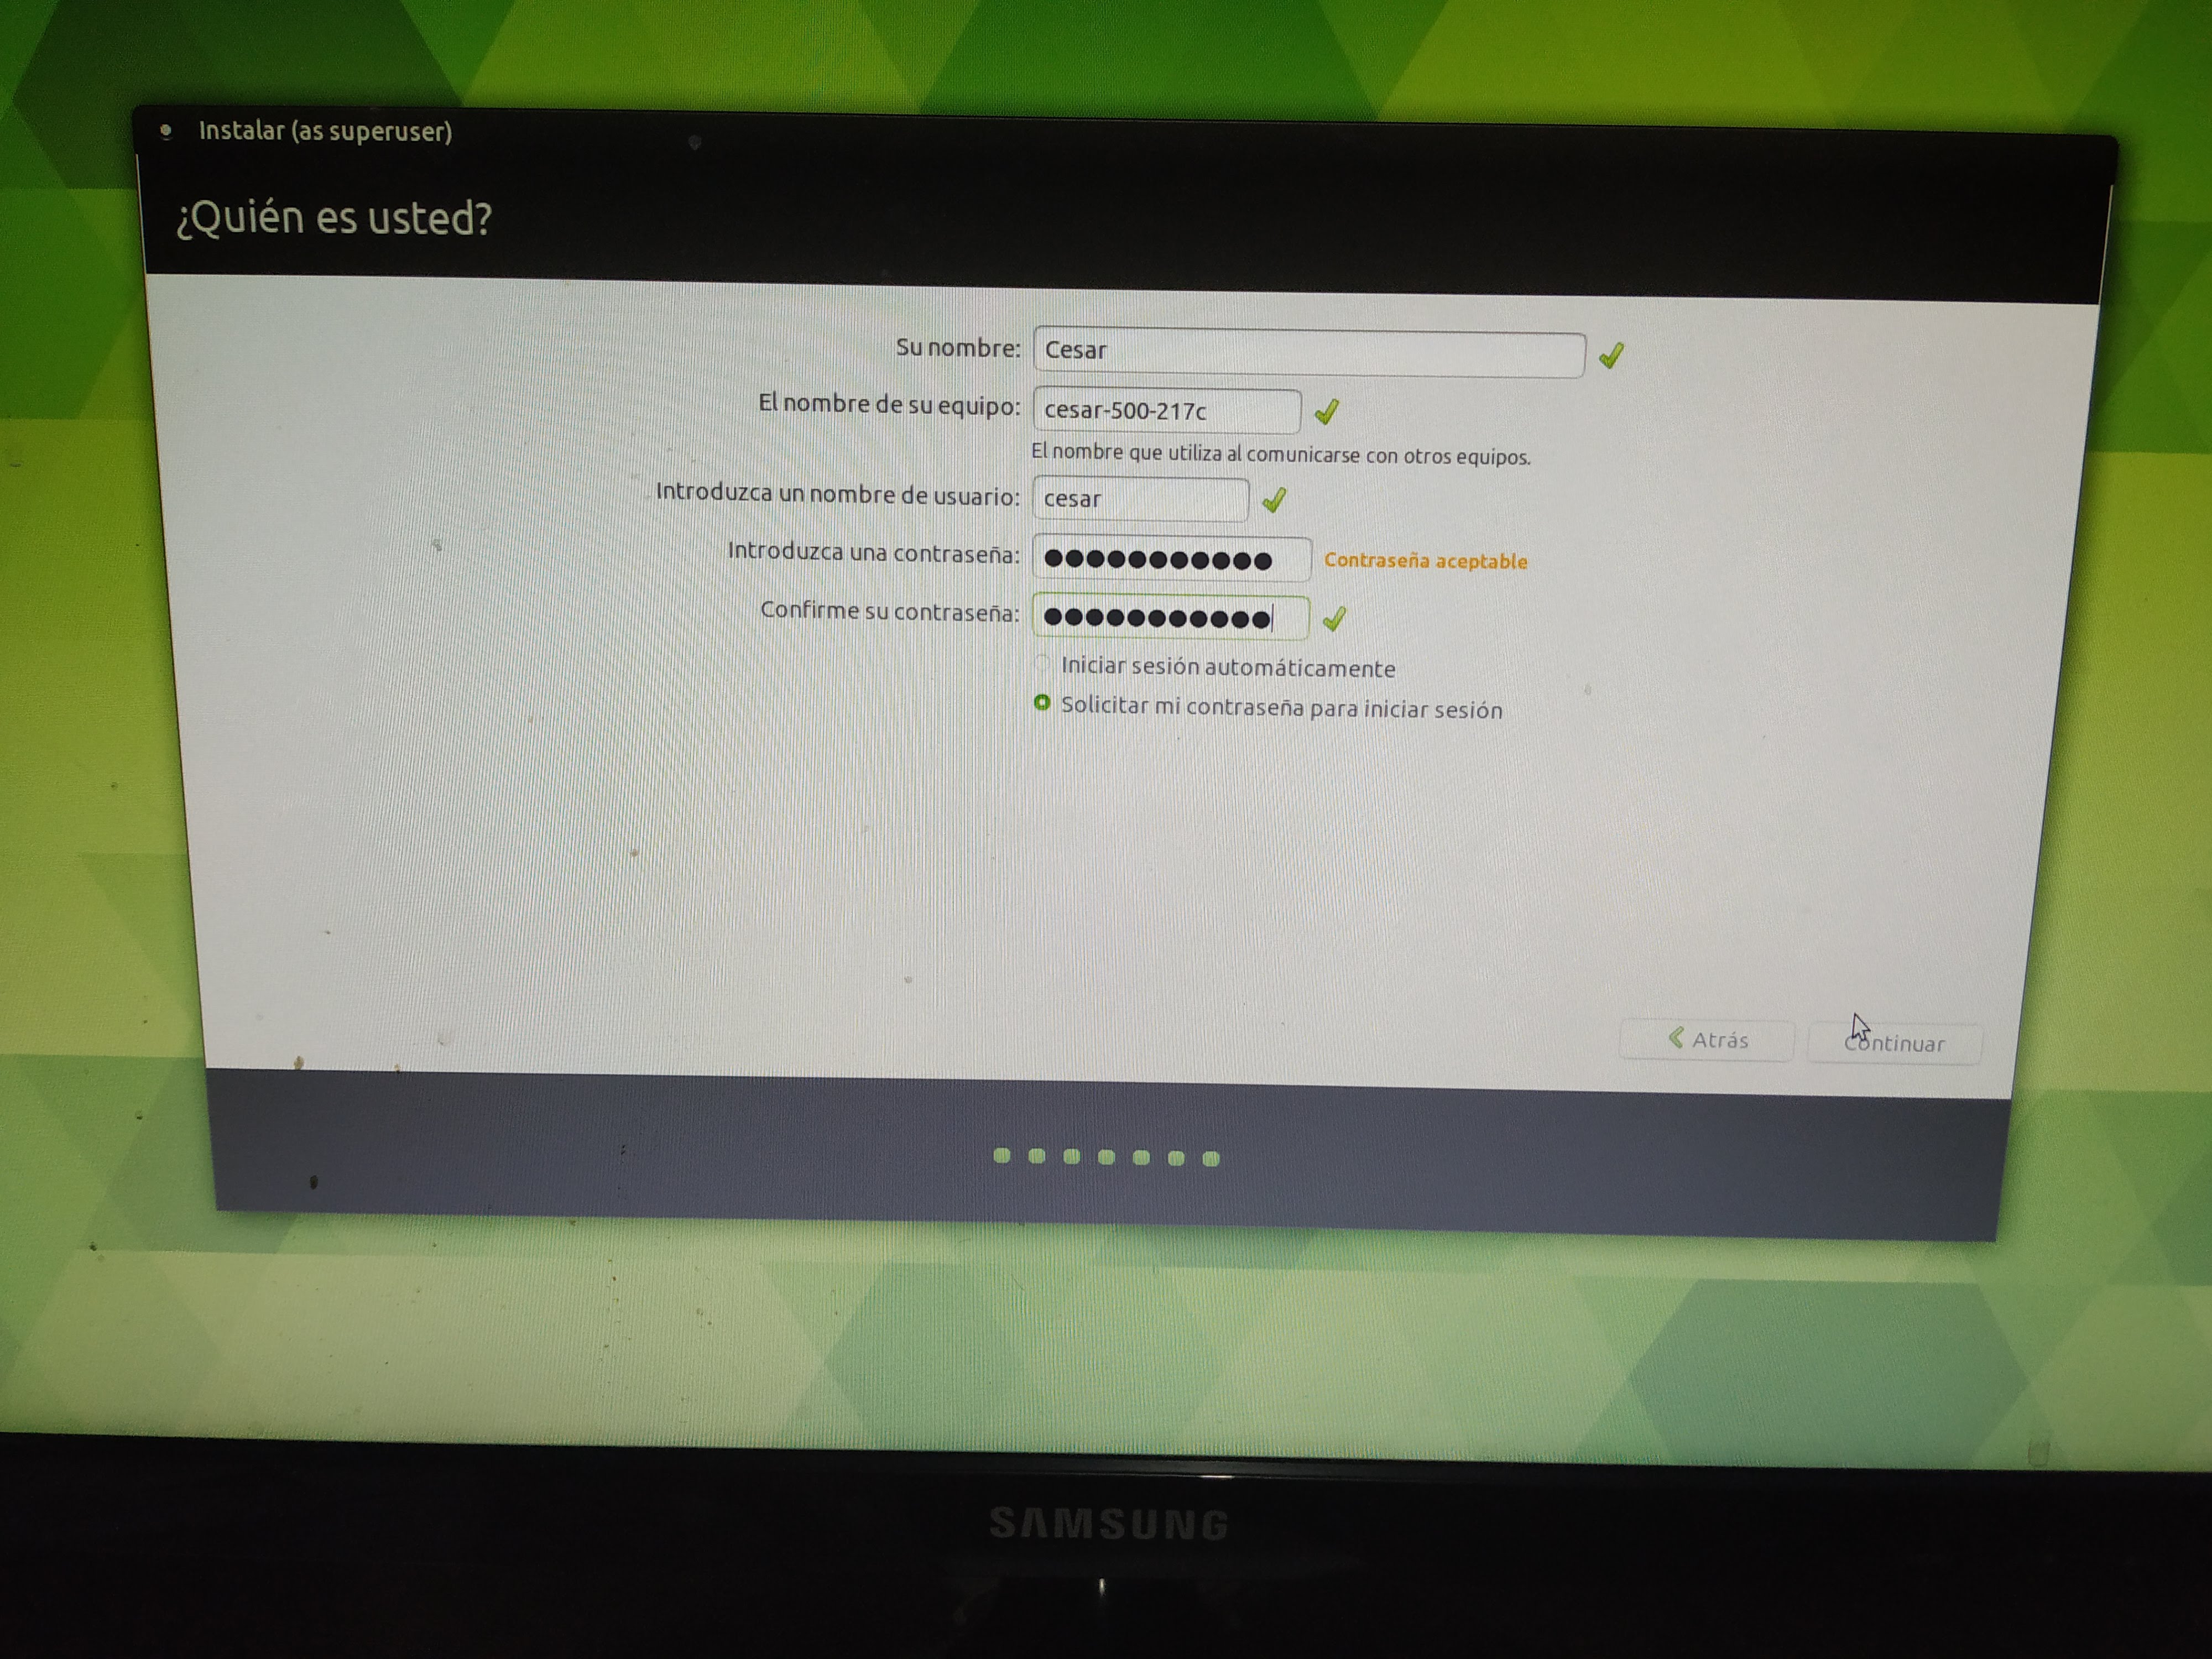 Instalar (as superuser)
¿Quién es usted?
Su nombre: Cesar
El nombre de su equipo: cesar-500-217c
El nombre que utiliza al comunicarse con otros equipos.
Introduzca un nombre de usuario: cesar
Introduzca una contraseña: ●●●●●●●●●●● Contraseña aceptable
Confirme su contraseña: ●●●●●●●●●●●
Iniciar sesión automáticamente
Solicitar mi contraseña para iniciar sesión
Atrás Continuar
SAMSUNG